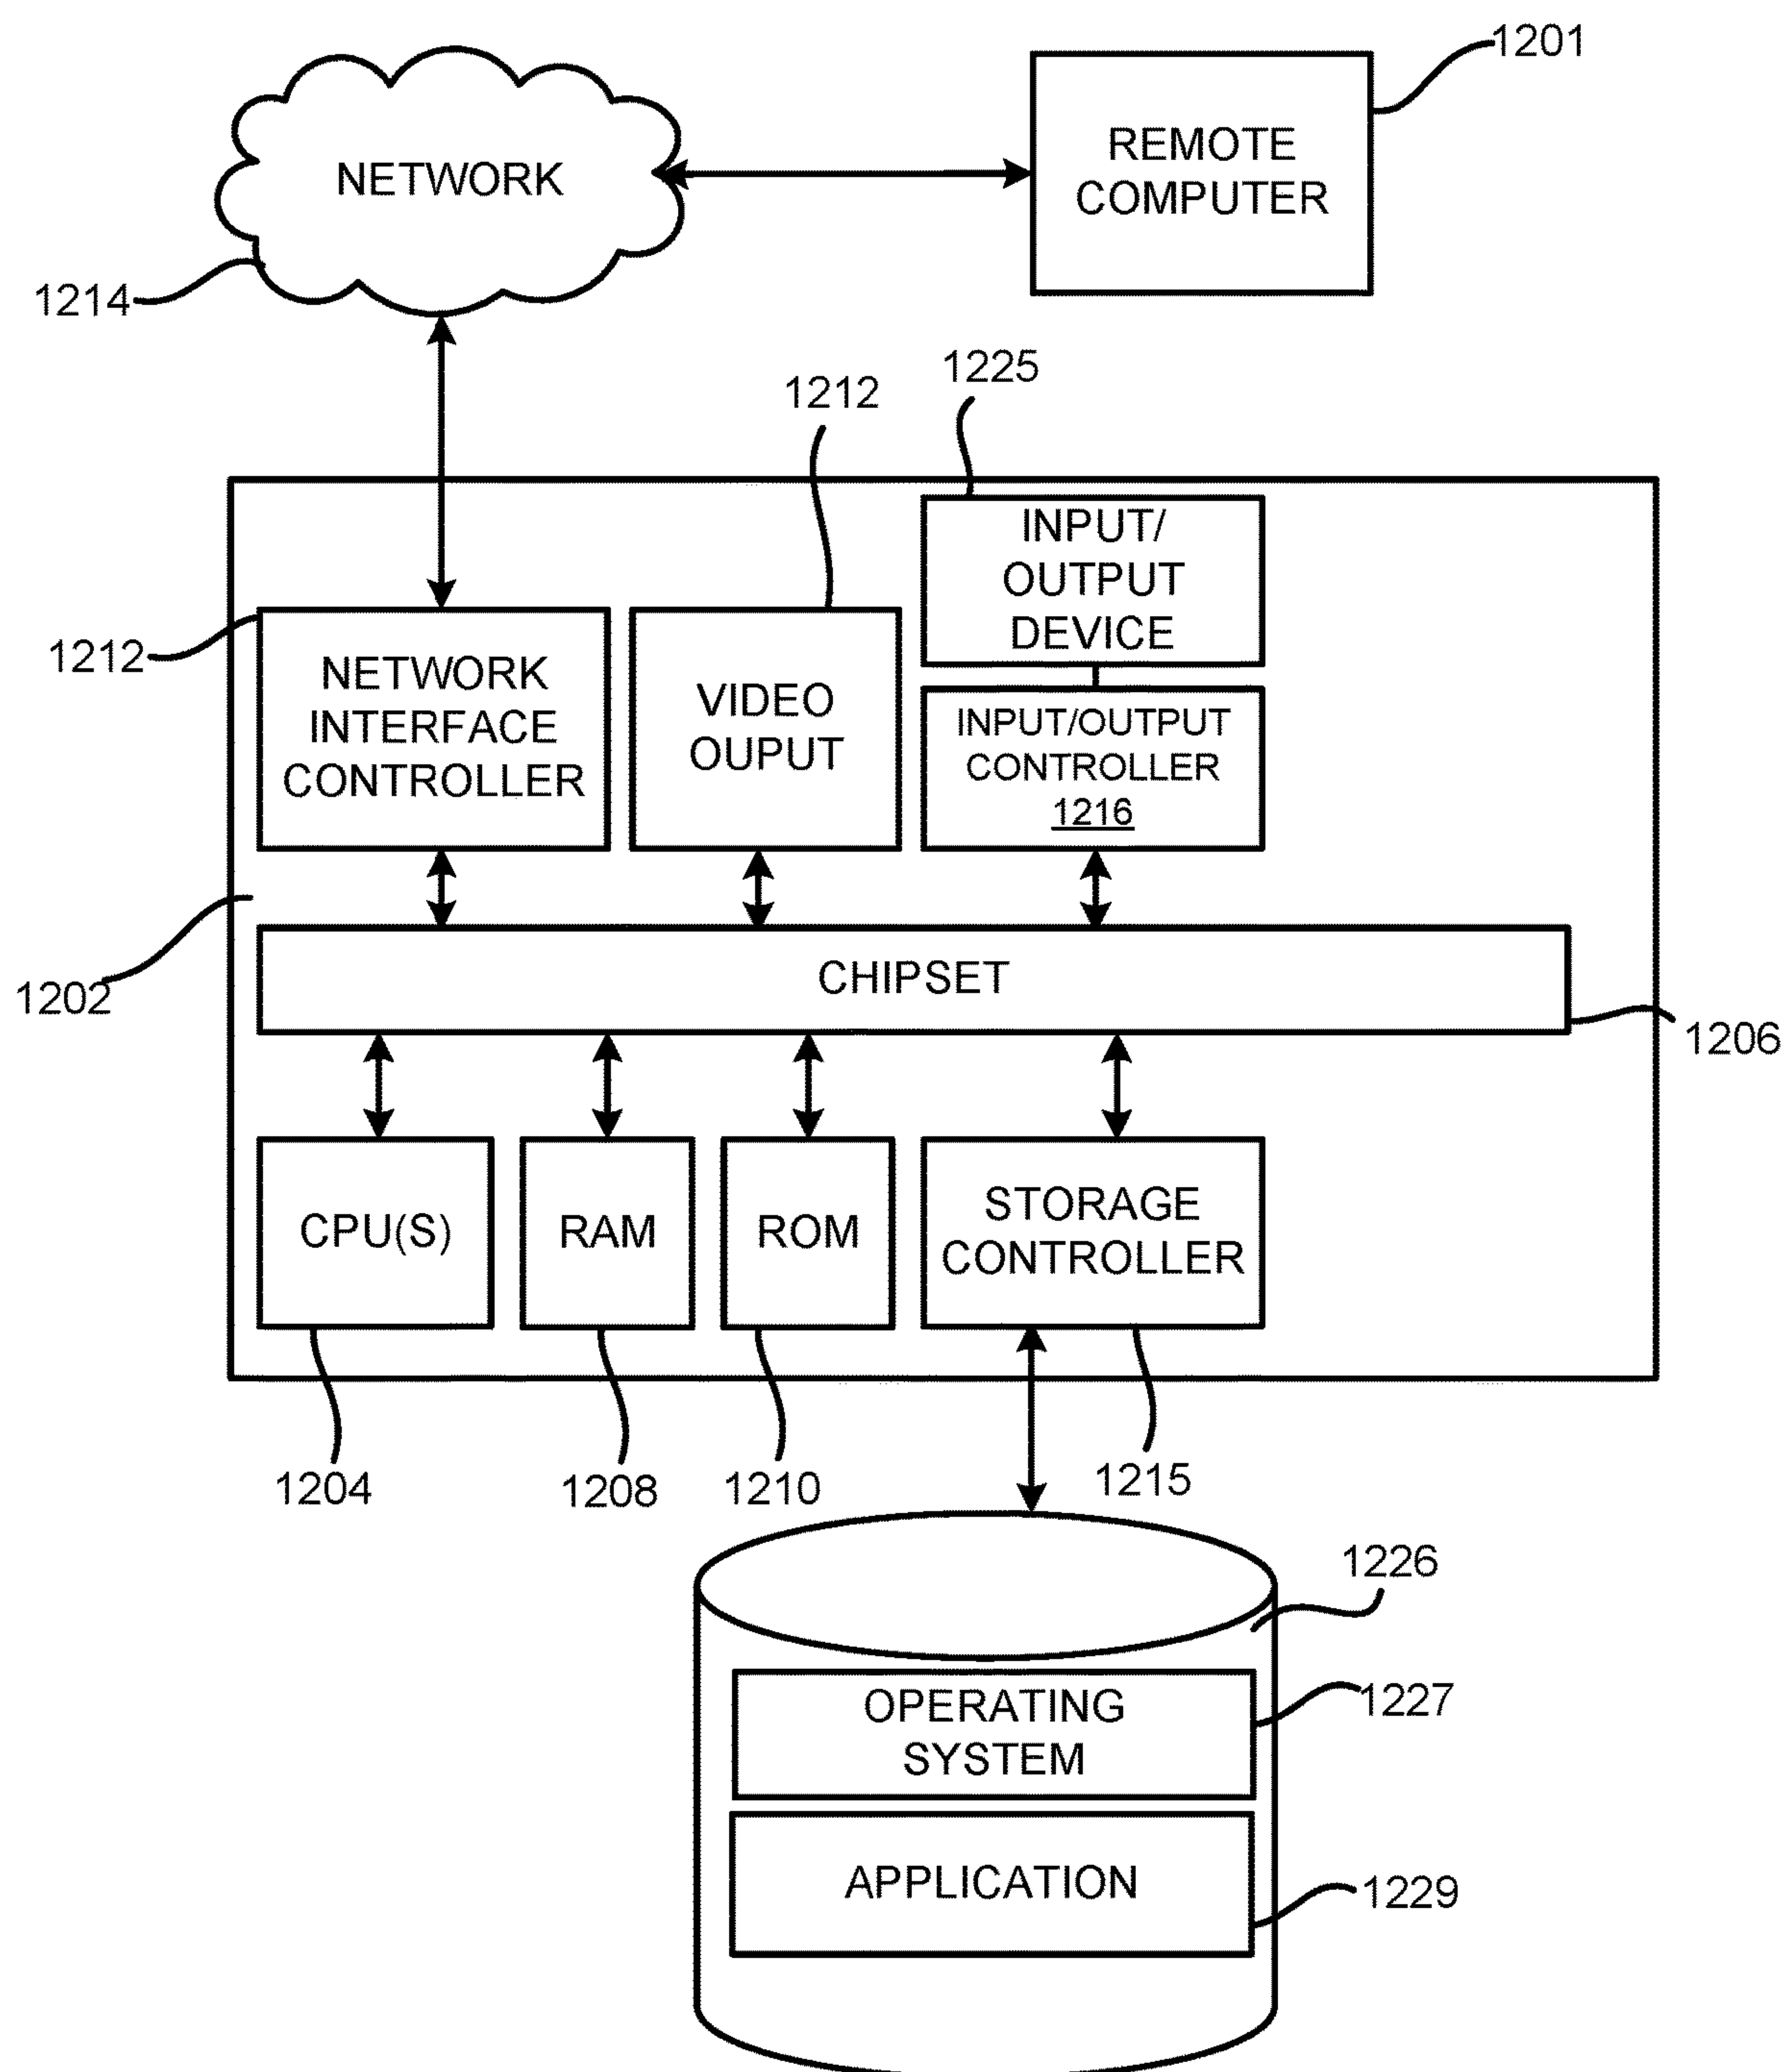 1201
REMOTE
COMPUTER
NETWORK
1214
1225
1212
INPUT/
OUTPUT
DEVICE
1212
NETWORK
INTERFACE
CONTROLLER
VIDEO
OUPUT
INPUT/OUTPUT
CONTROLLER
1216
1202
CHIPSET
1206
CPU(S)
RAM
ROM
STORAGE
CONTROLLER
1204
1208
1210
1215
1226
OPERATING
SYSTEM
1227
APPLICATION
1229